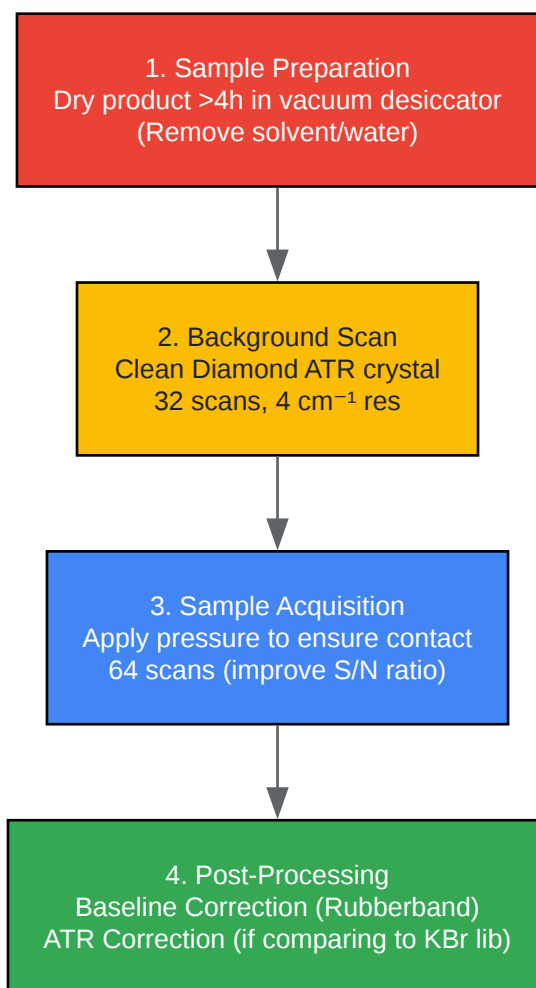 1. Sample Preparation
Dry product >4h in vacuum desiccator
(Remove solvent/water)
2. Background Scan
Clean Diamond ATR crystal
32 scans, 4 cm⁻¹ res
3. Sample Acquisition
Apply pressure to ensure contact
64 scans (improve S/N ratio)
4. Post-Processing
Baseline Correction (Rubberband)
ATR Correction (if comparing to KBr lib)